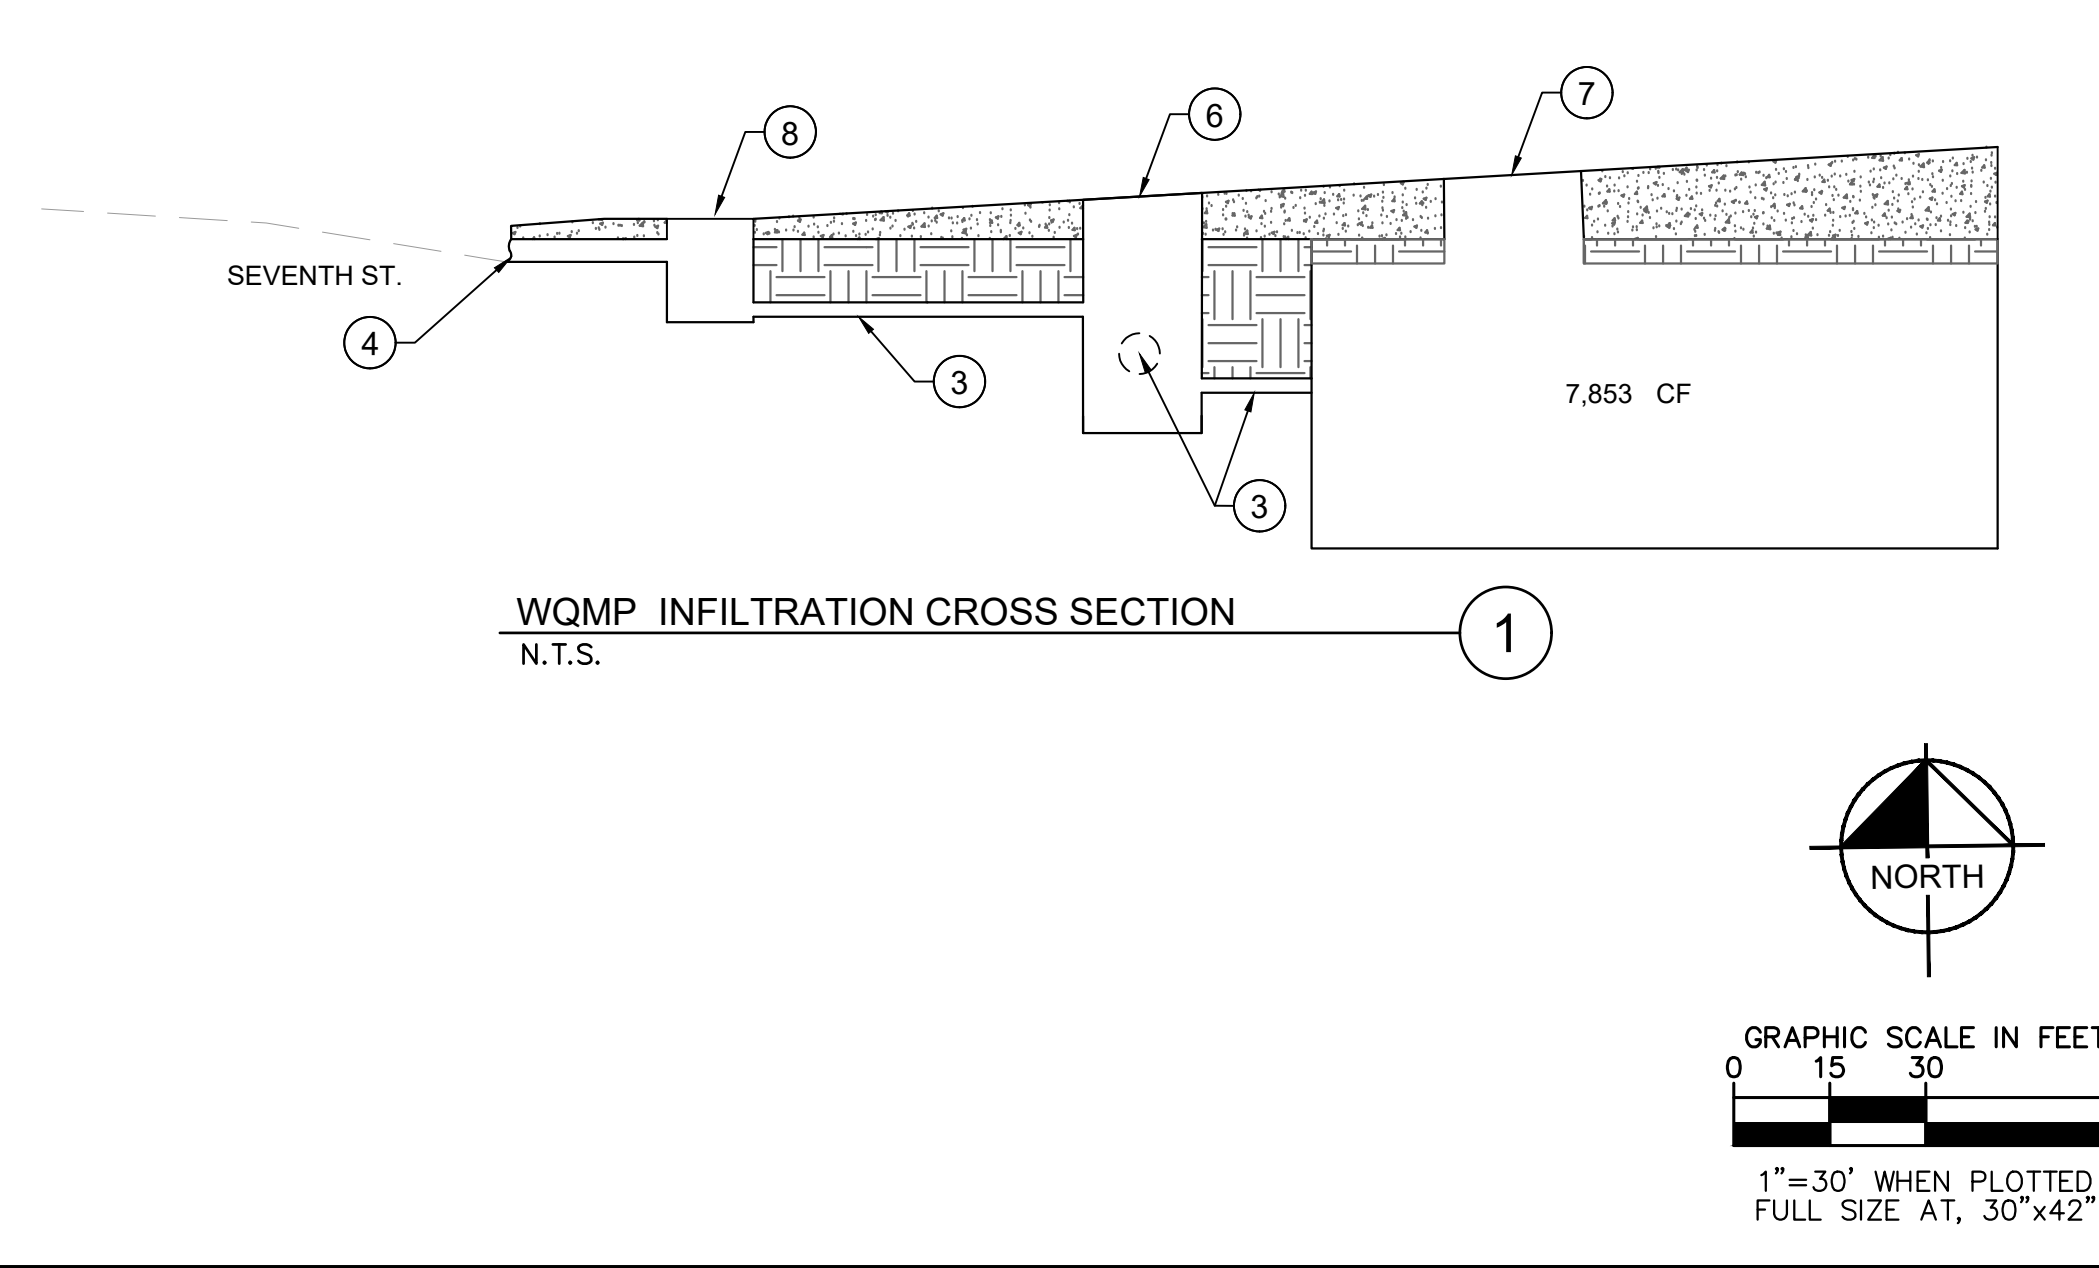 7
6
8
SEVENTH ST.
4
3
7,853 CF
3
WQMP INFILTRATION CROSS SECTION
1
N.T.S.
NORTH
GRAPHIC SCALE IN FEET
0 15 30
1"=30' WHEN PLOTTED
FULL SIZE AT, 30"x42"